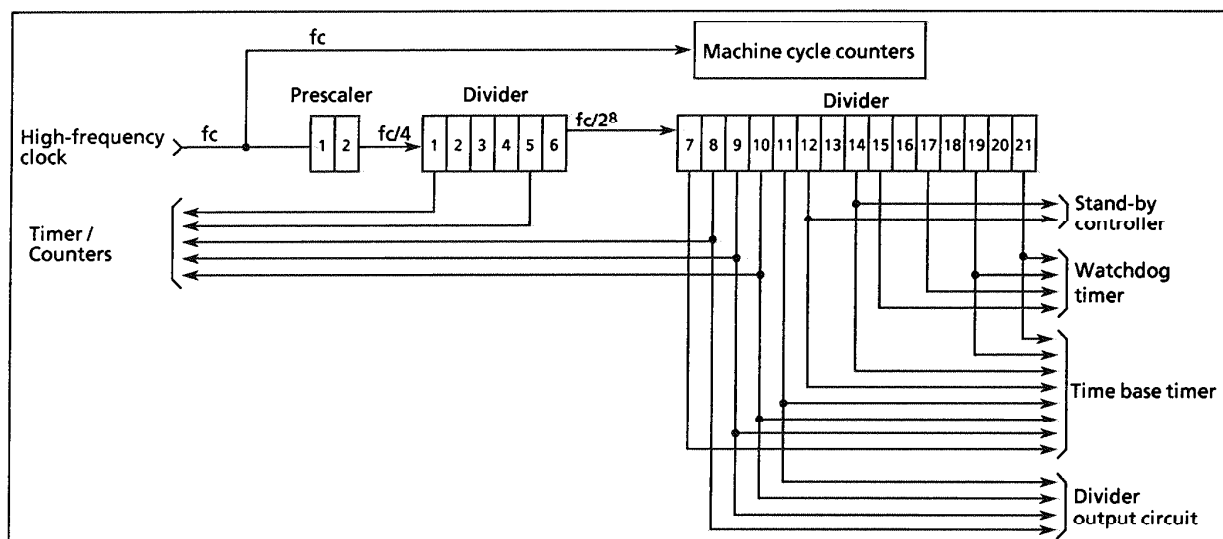 fc
Machine cycle counters
Prescaler
Divider
Divider
High-frequency
clock
fc
1 2
fc/4
1 2 3 4 5 6
fc/2⁸
7 8 9 10 11 12 13 14 15 16 17 18 19 20 21
Timer /
Counters
Stand-by
controller
Watchdog
timer
Time base timer
Divider
output circuit